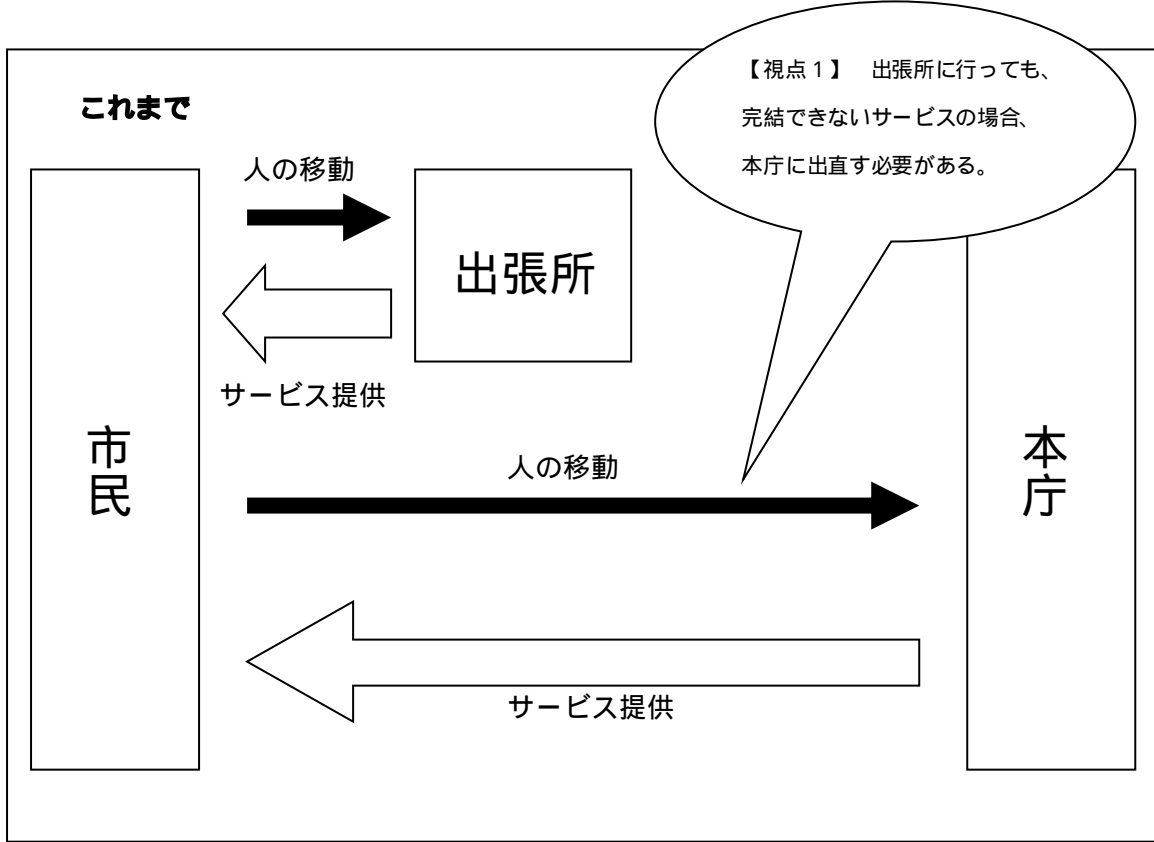 【視点1】 出張所に行っても、
完結できないサービスの場合、
本庁に出直す必要がある。
これまで
人の移動
出張所
サービス提供
市民
人の移動
本庁
サービス提供